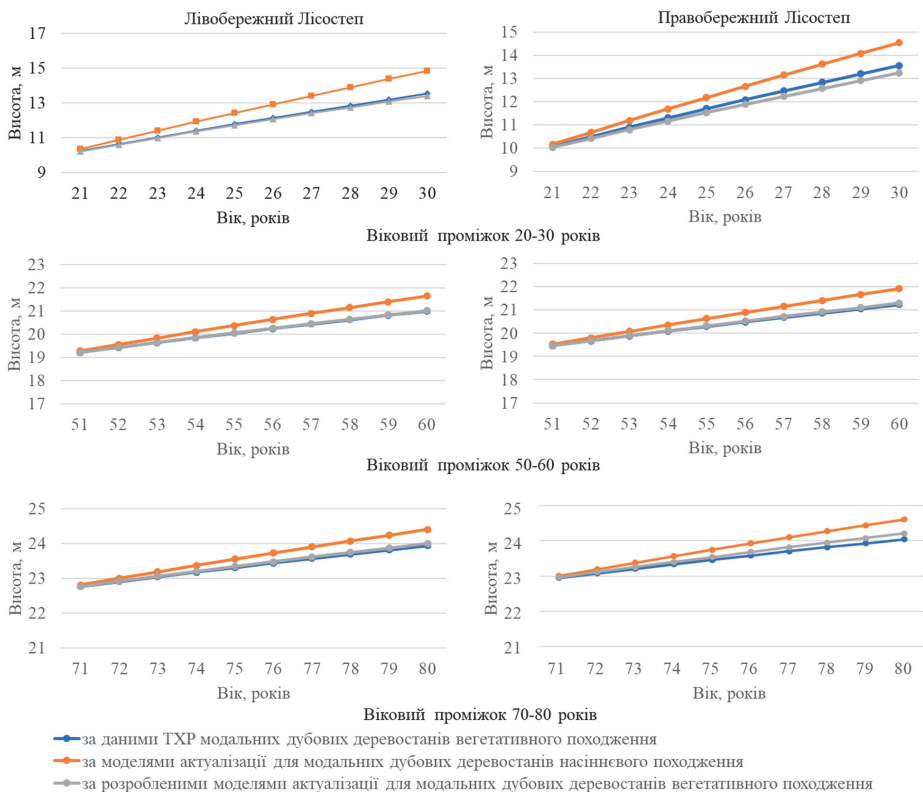 Лівобережний Лісостеп
17
15
13
11
9
Висота, м
21 22 23 24 25 26 27 28 29 30
Вік, років
Правобережний Лісостеп
15
14
13
12
11
10
9
Висота, м
21 22 23 24 25 26 27 28 29 30
Вік, років
Віковий проміжок 20-30 років
23
22
21
20
19
18
17
Висота, м
51 52 53 54 55 56 57 58 59 60
Вік, років
23
22
21
20
19
18
17
Висота, м
51 52 53 54 55 56 57 58 59 60
Вік, років
Віковий проміжок 50-60 років
25
24
23
22
21
Висота, м
71 72 73 74 75 76 77 78 79 80
Вік, років
25
24
23
22
21
Висота, м
71 72 73 74 75 76 77 78 79 80
Вік, років
Віковий проміжок 70-80 років
за даними ТХР модальних дубових деревостанів вегетативного походження
за моделями актуалізації для модальних дубових деревостанів насіннєвого походження
за розробленими моделями актуалізації для модальних дубових деревостанів вегетативного походження